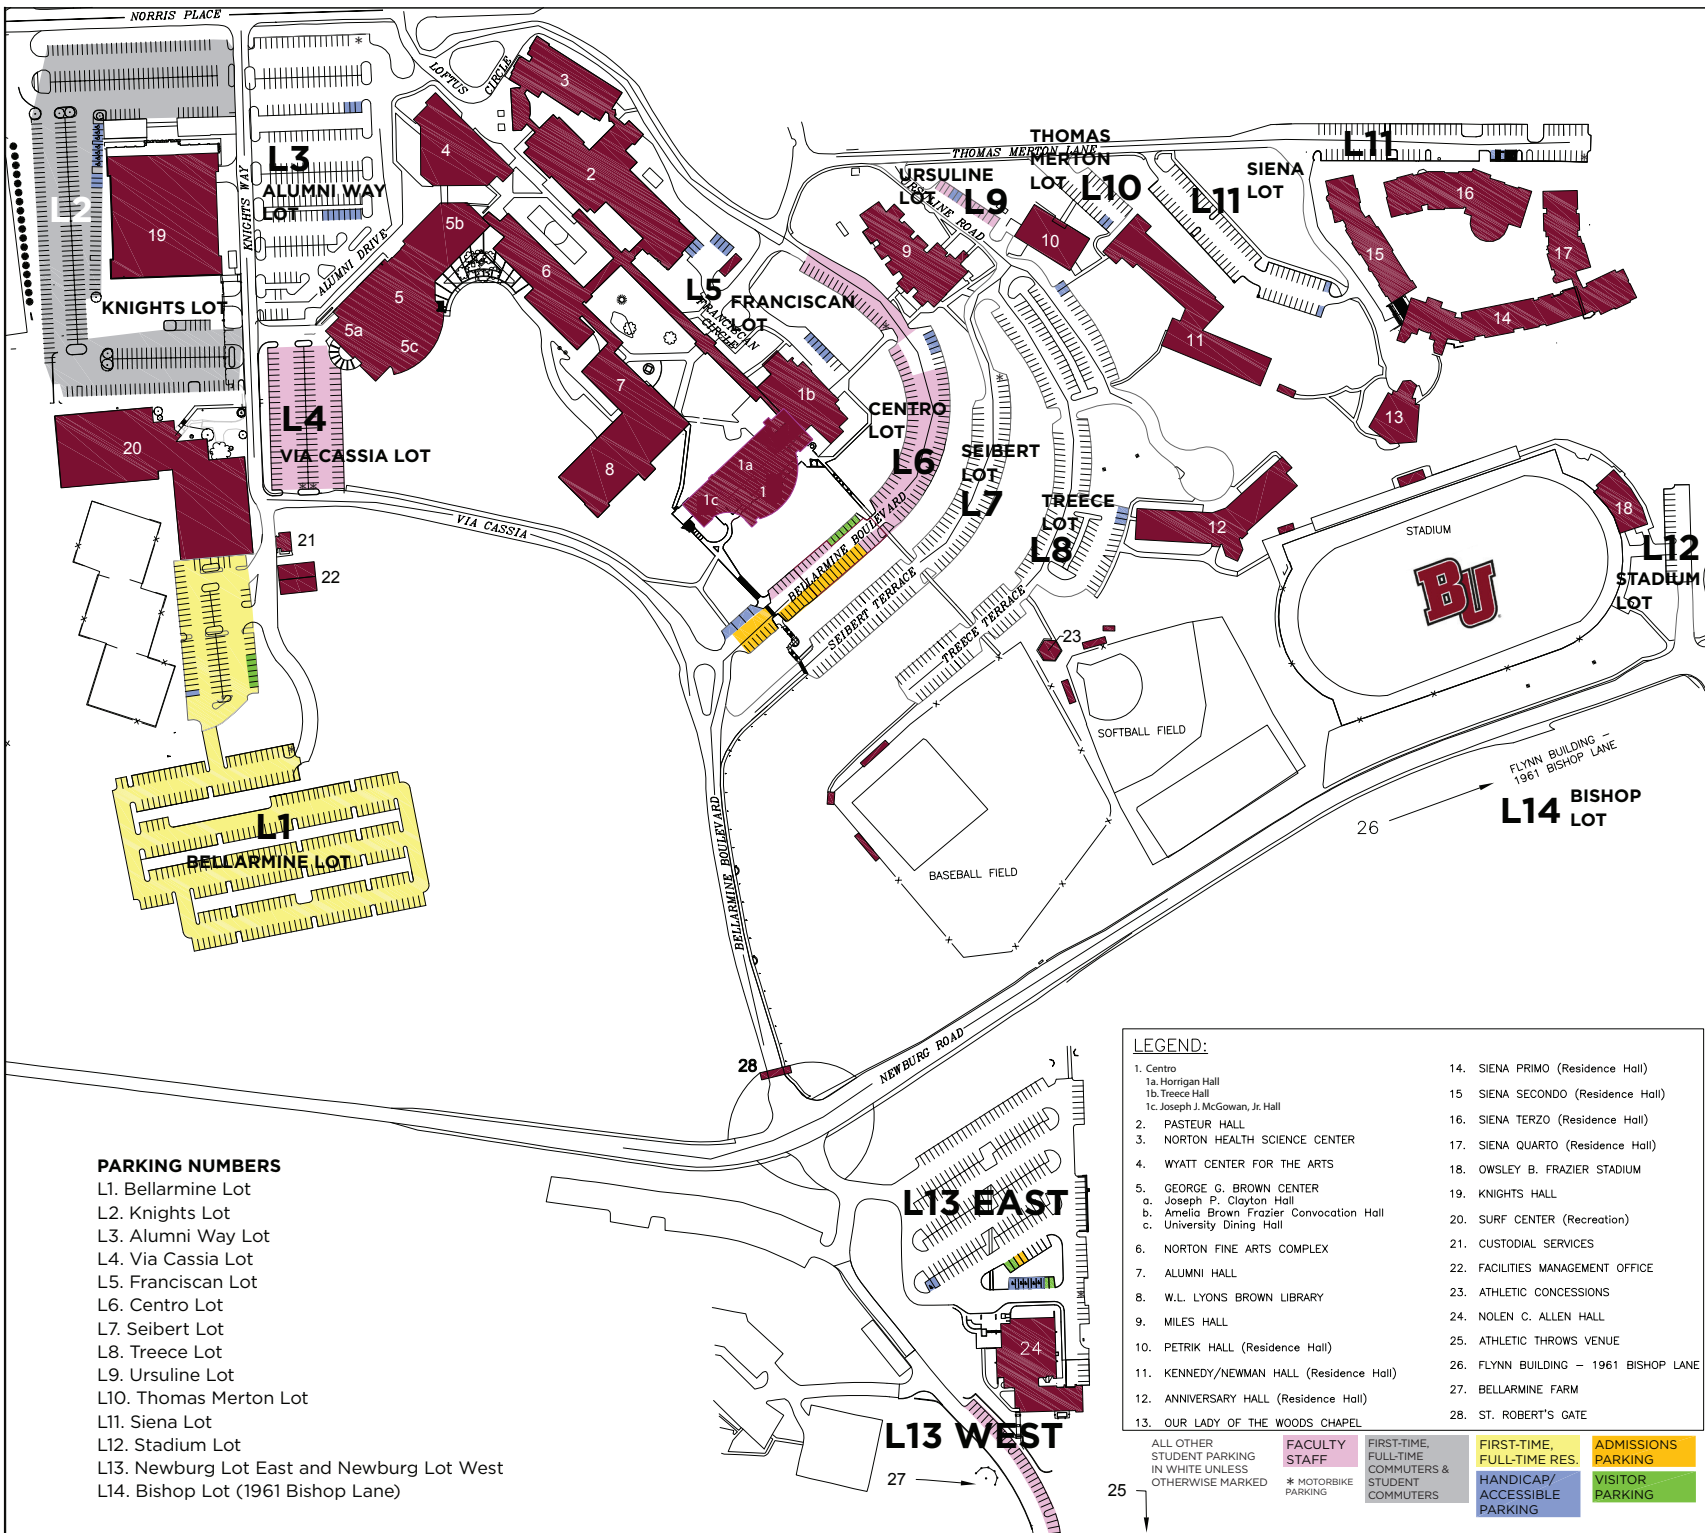 NORRIS PLACE
LOFTUS
CIRCLE
3
4
2
L3
ALUMNI WAY
LOT
KNIGHTS WAY
L2
19
KNIGHTS LOT
ALUMNI DRIVE
5b
5
5a
5c
6
THOMAS MERTON LANE
THOMAS
MERTON
LOT
L10
URSULINE
LOT
L9
URSULINE ROAD
L11
SIENA
LOT
L11
16
15
17
14
9
10
11
13
L5
FRANCISCAN
LOT
FRANCISCAN
CIRCLE
7
8
1b
1a
1
1c
L4
VIA CASSIA LOT
20
VIA CASSIA
21
22
CENTRO
LOT
L6
SEIBERT
LOT
L7
TREECE
LOT
L8
12
BELLARMINE BOULEVARD
SEIBERT TERRACE
TREECE TERRACE
23
STADIUM
BU
18
L12
STADIUM
LOT
SOFTBALL FIELD
BASEBALL FIELD
FLYNN BUILDING –
1961 BISHOP LANE
26
L14
BISHOP
LOT
L1
BELLARMINE LOT
BELLARMINE BOULEVARD
NEWBURG ROAD
28
L13 EAST
24
L13 WEST
27
25
PARKING NUMBERS
L1. Bellarmine Lot
L2. Knights Lot
L3. Alumni Way Lot
L4. Via Cassia Lot
L5. Franciscan Lot
L6. Centro Lot
L7. Seibert Lot
L8. Treece Lot
L9. Ursuline Lot
L10. Thomas Merton Lot
L11. Siena Lot
L12. Stadium Lot
L13. Newburg Lot East and Newburg Lot West
L14. Bishop Lot (1961 Bishop Lane)
LEGEND:
1. Centro
1a. Horrigan Hall
1b. Treece Hall
1c. Joseph J. McGowan, Jr. Hall
2. PASTEUR HALL
3. NORTON HEALTH SCIENCE CENTER
4. WYATT CENTER FOR THE ARTS
5. GEORGE G. BROWN CENTER
a. Joseph P. Clayton Hall
b. Amelia Brown Frazier Convocation Hall
c. University Dining Hall
6. NORTON FINE ARTS COMPLEX
7. ALUMNI HALL
8. W.L. LYONS BROWN LIBRARY
9. MILES HALL
10. PETRIK HALL (Residence Hall)
11. KENNEDY/NEWMAN HALL (Residence Hall)
12. ANNIVERSARY HALL (Residence Hall)
13. OUR LADY OF THE WOODS CHAPEL
14. SIENA PRIMO (Residence Hall)
15 SIENA SECONDO (Residence Hall)
16. SIENA TERZO (Residence Hall)
17. SIENA QUARTO (Residence Hall)
18. OWSLEY B. FRAZIER STADIUM
19. KNIGHTS HALL
20. SURF CENTER (Recreation)
21. CUSTODIAL SERVICES
22. FACILITIES MANAGEMENT OFFICE
23. ATHLETIC CONCESSIONS
24. NOLEN C. ALLEN HALL
25. ATHLETIC THROWS VENUE
26. FLYNN BUILDING – 1961 BISHOP LANE
27. BELLARMINE FARM
28. ST. ROBERT'S GATE
ALL OTHER
STUDENT PARKING
IN WHITE UNLESS
OTHERWISE MARKED
FACULTY
STAFF
* MOTORBIKE
PARKING
FIRST-TIME,
FULL-TIME
COMMUTERS &
STUDENT
COMMUTERS
FIRST-TIME,
FULL-TIME RES.
HANDICAP/
ACCESSIBLE
PARKING
ADMISSIONS
PARKING
VISITOR
PARKING